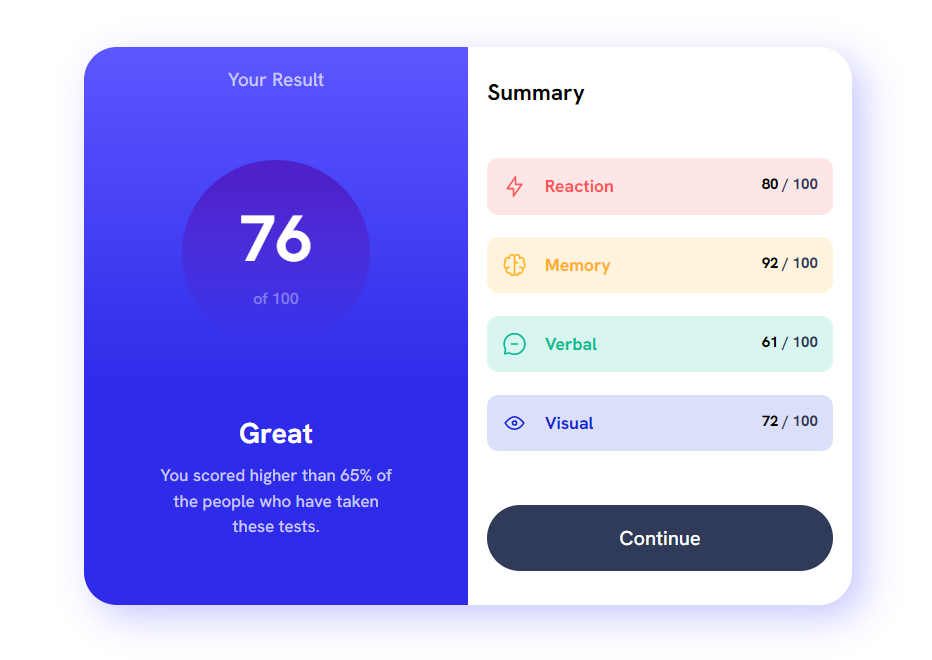 Your Result
76
of 100
Great
You scored higher than 65% of
the people who have taken
these tests.
Summary
Reaction 80 / 100
Memory 92 / 100
Verbal 61 / 100
Visual 72 / 100
Continue